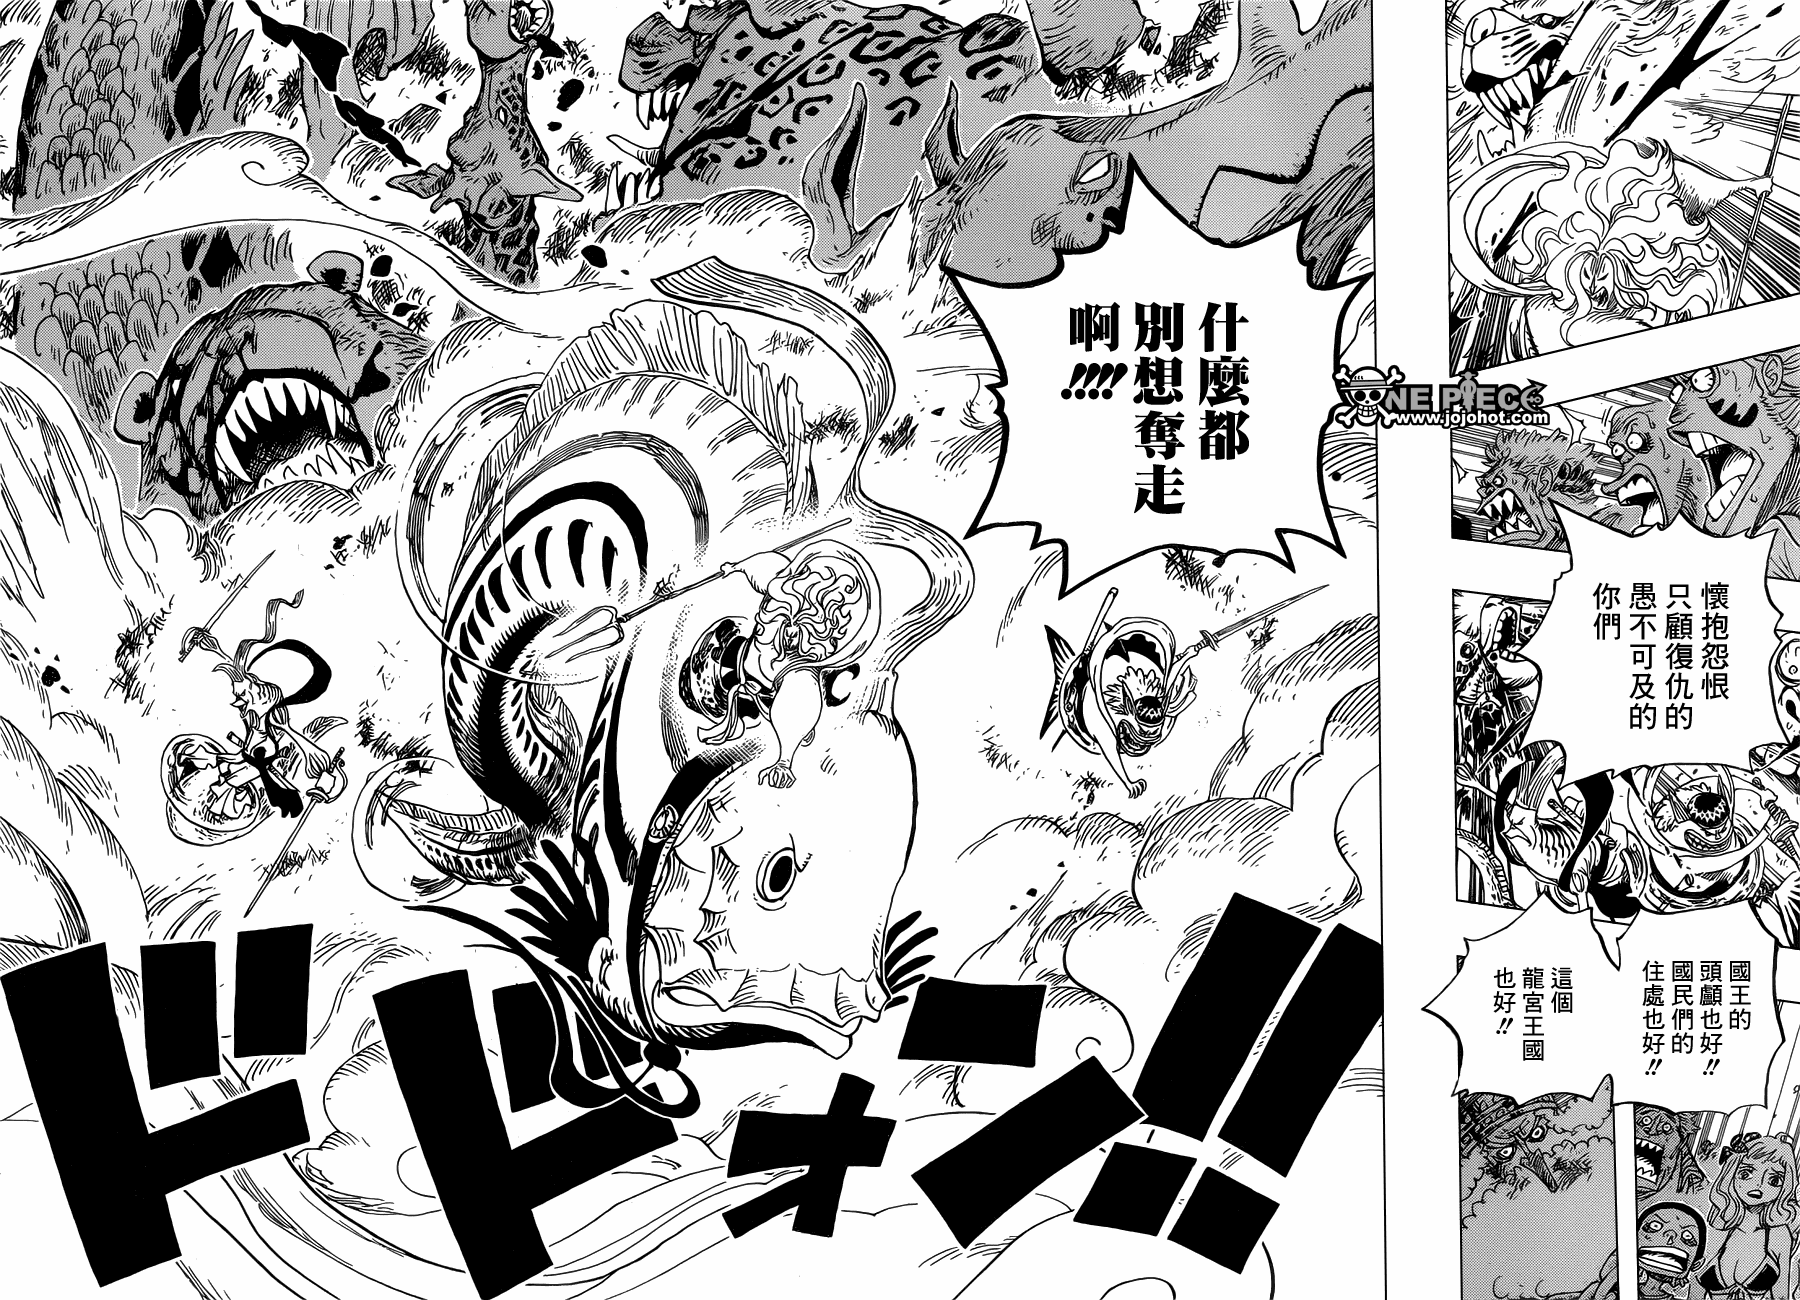 懷抱怨恨
只顧復仇的
愚不可及的
你們
國王的
頭顱也好!!
國民們的
住處也好!!
這個
龍宮王國
也好!!
什麼都
別想奪走
啊!!!!
ONE PIECE
www.jojohot.com
ドドォン!!